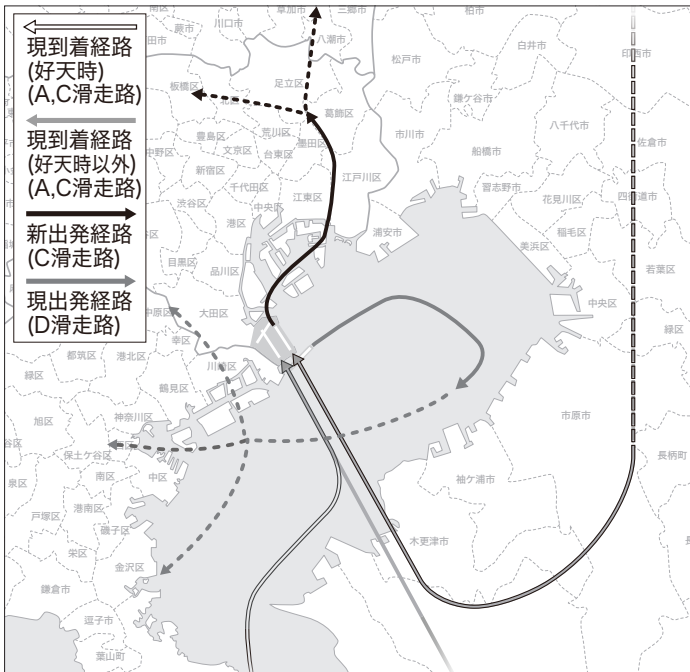 現到着経路
(好天時)
(A,C滑走路)
現到着経路
(好天時以外)
(A,C滑走路)
新出発経路
(C滑走路)
現出発経路
(D滑走路)
川口市
草加市
三郷市
柏市
蕨市
八潮市
松戸市
白井市
印西市
板橋区
足立区
北区
葛飾区
鎌ケ谷市
豊島区
荒川区
墨田区
市川市
八千代市
中野区
文京区
台東区
船橋市
佐倉市
新宿区
江戸川区
千代田区
習志野市
四街道市
渋谷区
中央区
江東区
花見川区
港区
浦安市
稲毛区
目黒区
品川区
美浜区
若葉区
中原区
大田区
中央区
幸区
緑区
都筑区
港北区
川崎区
緑区
鶴見区
旭区
神奈川区
市原市
西区
保土ケ谷区
長柄町
泉区
南区
中区
袖ケ浦市
戸塚区
港南区
磯子区
木更津市
栄区
金沢区
鎌倉市
逗子市
葉山町